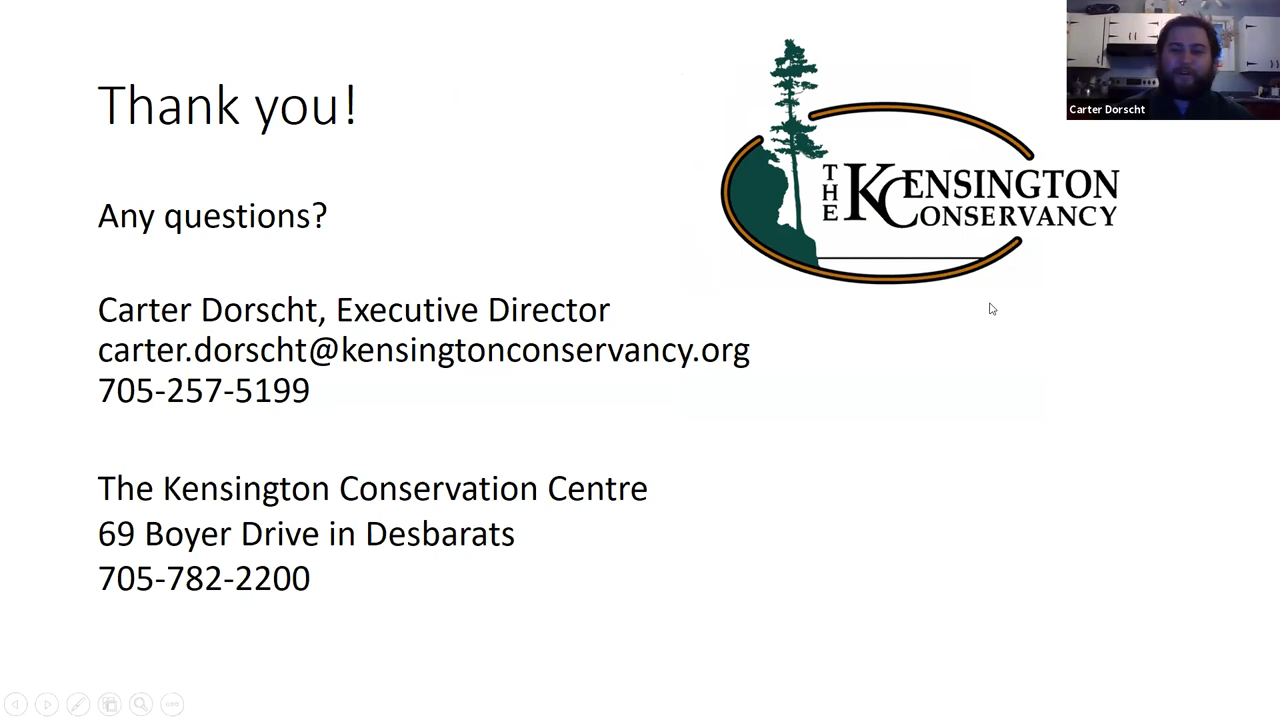 Thank you!
Any questions?
Carter Dorscht, Executive Director
carter.dorscht@kensingtonconservancy.org
705-257-5199
The Kensington Conservation Centre
69 Boyer Drive in Desbarats
705-782-2200
THE KENSINGTON
CONSERVANCY
Carter Dorscht